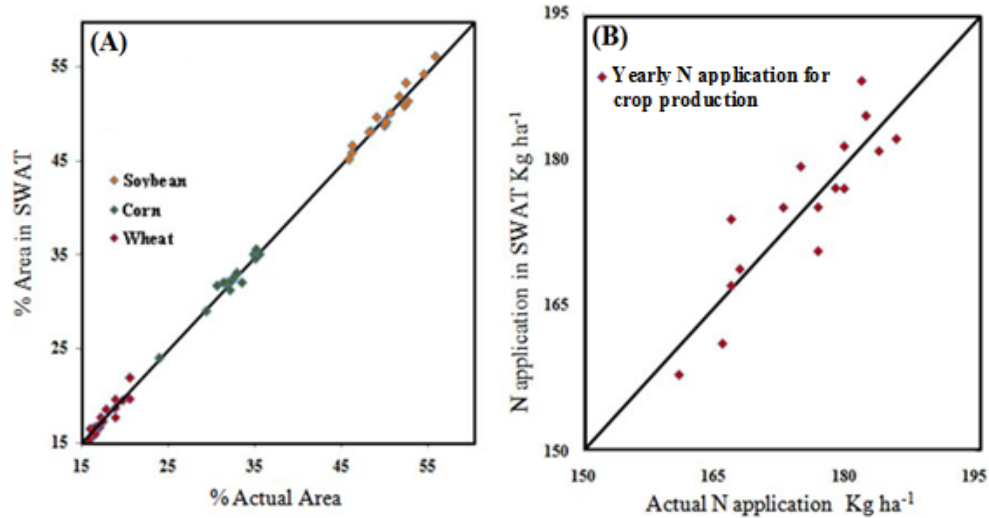 (A)
55
45
35
25
15
15
25
35
45
55
% Area in SWAT
% Actual Area
Soybean
Corn
Wheat
(B)
Yearly N application for
crop production
195
180
165
150
150
165
180
195
N application in SWAT Kg ha⁻¹
Actual N application Kg ha⁻¹